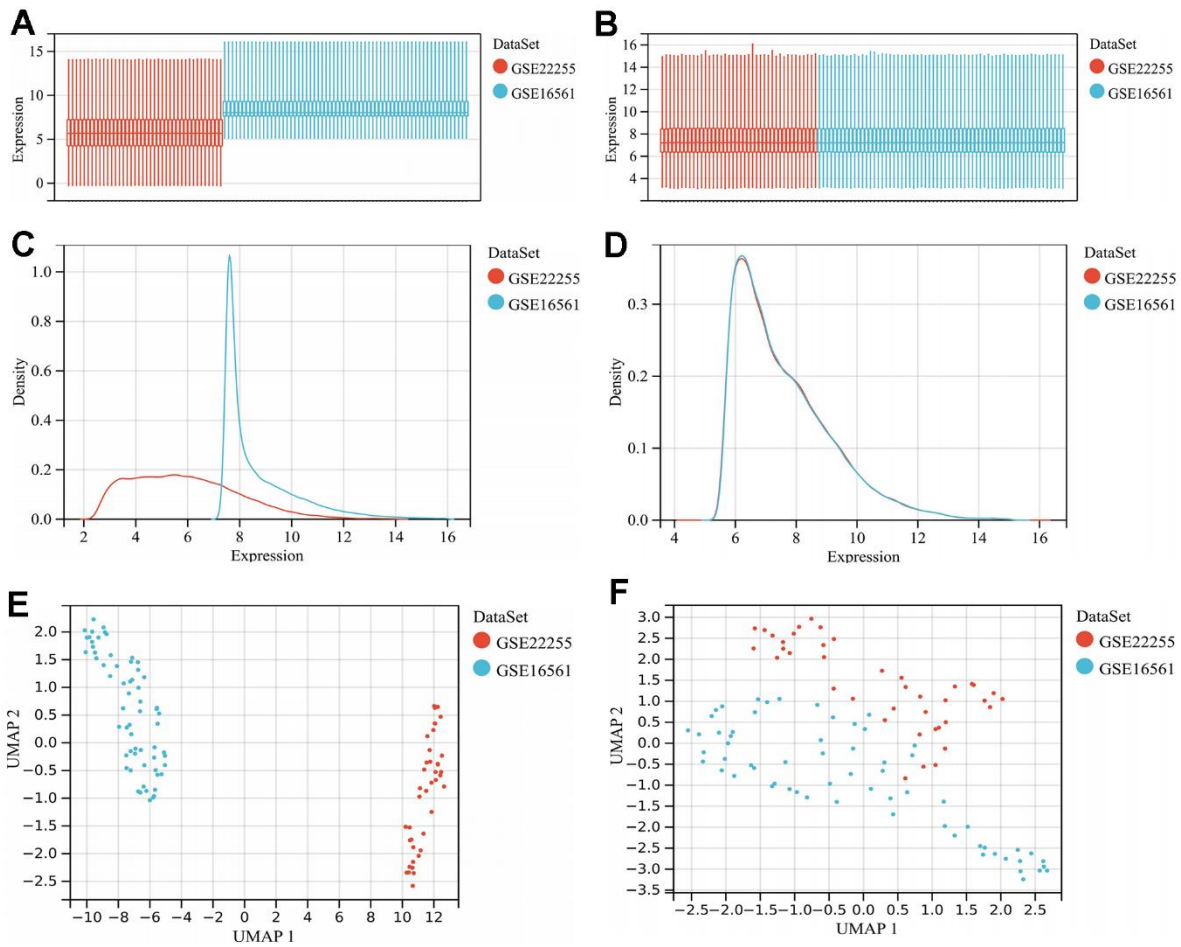 A
Expression
15
10
5
0
DataSet
GSE22255
GSE16561
B
Expression
16
14
12
10
8
6
4
DataSet
GSE22255
GSE16561
C
Density
1.0
0.8
0.6
0.4
0.2
0.0
2 4 6 8 10 12 14 16
Expression
DataSet
GSE22255
GSE16561
D
Density
0.3
0.2
0.1
0.0
4 6 8 10 12 14 16
Expression
DataSet
GSE22255
GSE16561
E
UMAP 2
2.0
1.5
1.0
0.5
0.0
−0.5
−1.0
−1.5
−2.0
−2.5
−10 −8 −6 −4 −2 0 2 4 6 8 10 12
UMAP 1
DataSet
GSE22255
GSE16561
F
UMAP 2
3.0
2.5
2.0
1.5
1.0
0.5
0.0
−0.5
−1.0
−1.5
−2.0
−2.5
−3.0
−3.5
−2.5 −2.0 −1.5 −1.0 −0.5 0.0 0.5 1.0 1.5 2.0 2.5
UMAP 1
DataSet
GSE22255
GSE16561